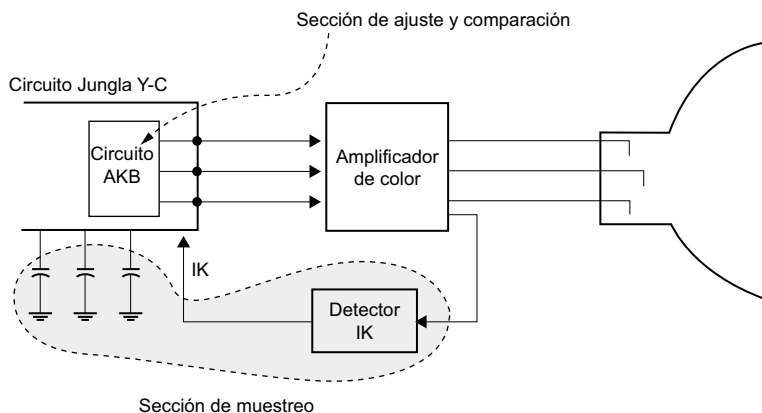 Sección de ajuste y comparación
Circuito Jungla Y-C
Circuito
AKB
Amplificador
de color
IK
Detector
IK
Sección de muestreo